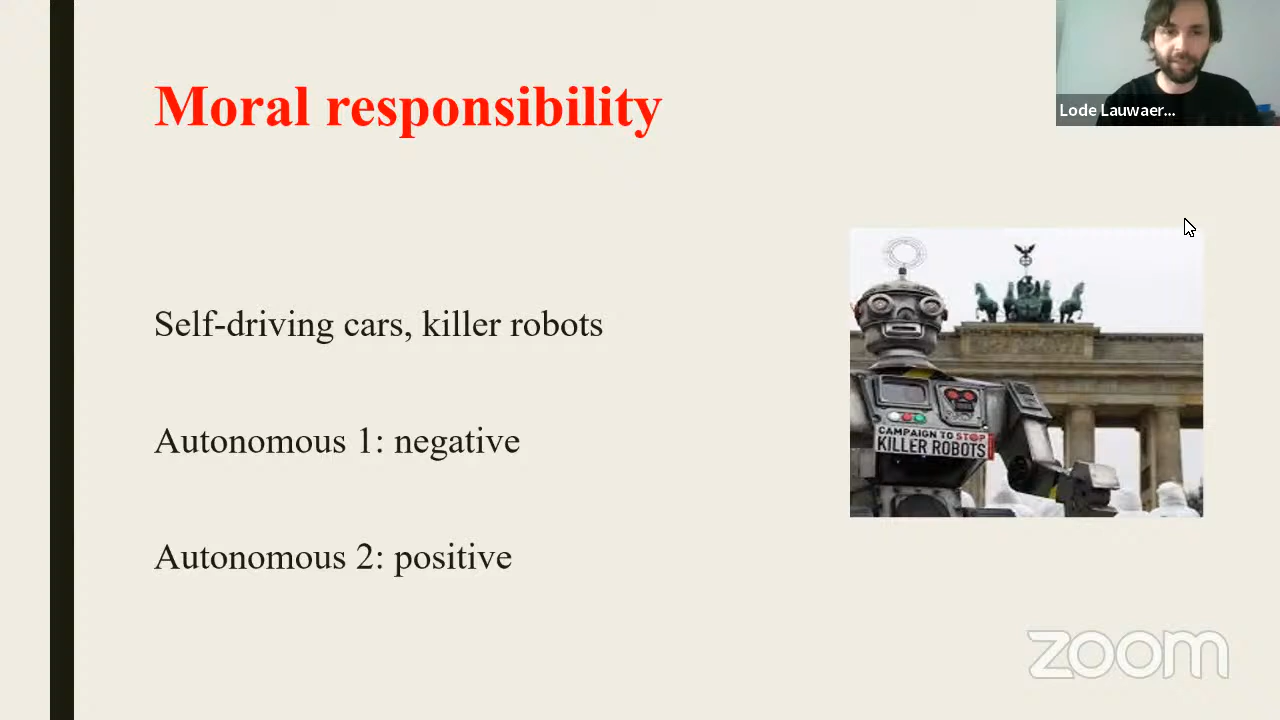 Moral responsibility
Lode Lauwaer...
Self-driving cars, killer robots
Autonomous 1: negative
CAMPAIGN TO STOP
KILLER ROBOTS
Autonomous 2: positive
zoom